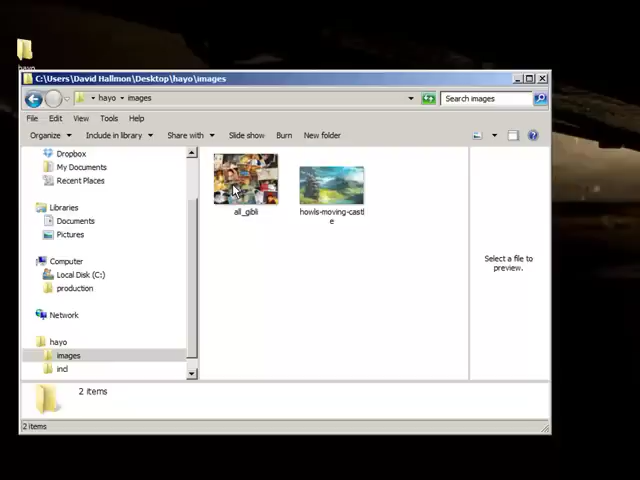 hayo
C:\Users\David Hallmon\Desktop\hayo\images
hayo images Search images
File Edit View Tools Help
Organize Include in library Share with Slide show Burn New folder
Dropbox
My Documents
Recent Places
Libraries
Documents
Pictures
Computer
Local Disk (C:)
production
Network
hayo
images
incl
all_gibli
howls-moving-castl
e
Select a file to
preview.
2 items
2 items